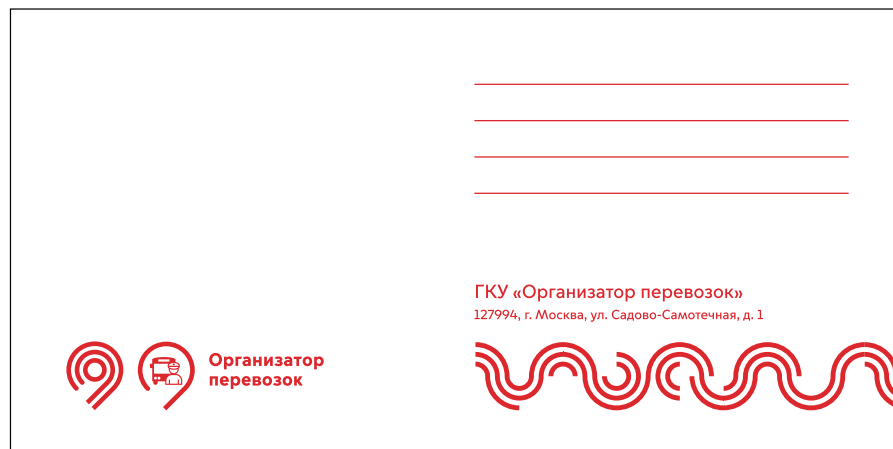 ГКУ «Организатор перевозок»
127994, г. Москва, ул. Садово-Самотечная, д. 1
Организатор
перевозок